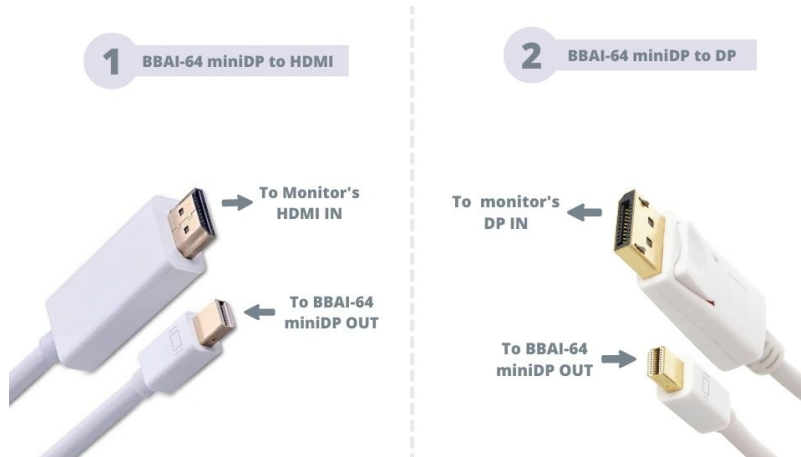 1
BBAI-64 miniDP to HDMI
To Monitor's
HDMI IN
To BBAI-64
miniDP OUT
2
BBAI-64 miniDP to DP
To monitor's
DP IN
To BBAI-64
miniDP OUT